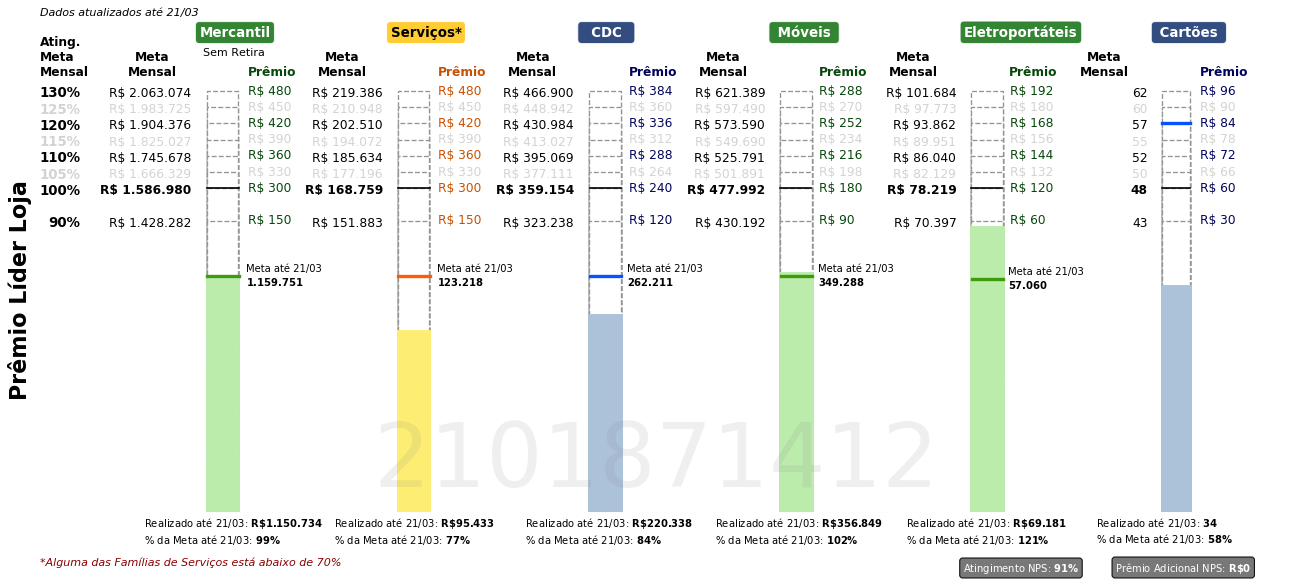 Dados atualizados até 21/03
Mercantil Serviços* CDC Móveis Eletroportáteis Cartões
Sem Retira
Ating. Meta Mensal Meta Mensal Prêmio Meta Mensal Prêmio Meta Mensal Prêmio Meta Mensal Prêmio Meta Mensal Prêmio Meta Mensal Prêmio
130% R$ 2.063.074 R$ 480 R$ 219.386 R$ 480 R$ 466.900 R$ 384 R$ 621.389 R$ 288 R$ 101.684 R$ 192 62 R$ 96
125% R$ 1.983.725 R$ 450 R$ 210.948 R$ 450 R$ 448.942 R$ 360 R$ 597.490 R$ 270 R$ 97.773 R$ 180 60 R$ 90
120% R$ 1.904.376 R$ 420 R$ 202.510 R$ 420 R$ 430.984 R$ 336 R$ 573.590 R$ 252 R$ 93.862 R$ 168 57 R$ 84
115% R$ 1.825.027 R$ 390 R$ 194.072 R$ 390 R$ 413.027 R$ 312 R$ 549.690 R$ 234 R$ 89.951 R$ 156 55 R$ 78
110% R$ 1.745.678 R$ 360 R$ 185.634 R$ 360 R$ 395.069 R$ 288 R$ 525.791 R$ 216 R$ 86.040 R$ 144 52 R$ 72
105% R$ 1.666.329 R$ 330 R$ 177.196 R$ 330 R$ 377.111 R$ 264 R$ 501.891 R$ 198 R$ 82.129 R$ 132 50 R$ 66
100% R$ 1.586.980 R$ 300 R$ 168.759 R$ 300 R$ 359.154 R$ 240 R$ 477.992 R$ 180 R$ 78.219 R$ 120 48 R$ 60
90% R$ 1.428.282 R$ 150 R$ 151.883 R$ 150 R$ 323.238 R$ 120 R$ 430.192 R$ 90 R$ 70.397 R$ 60 43 R$ 30
Prêmio Líder Loja
Meta até 21/03 Meta até 21/03 Meta até 21/03 Meta até 21/03 Meta até 21/03
1.159.751 123.218 262.211 349.288 57.060
2101871412
Realizado até 21/03: R$1.150.734 Realizado até 21/03: R$95.433 Realizado até 21/03: R$220.338 Realizado até 21/03: R$356.849 Realizado até 21/03: R$69.181 Realizado até 21/03: 34
% da Meta até 21/03: 99% % da Meta até 21/03: 77% % da Meta até 21/03: 84% % da Meta até 21/03: 102% % da Meta até 21/03: 121% % da Meta até 21/03: 58%
*Alguma das Famílias de Serviços está abaixo de 70% Atingimento NPS: 91% Prêmio Adicional NPS: R$0